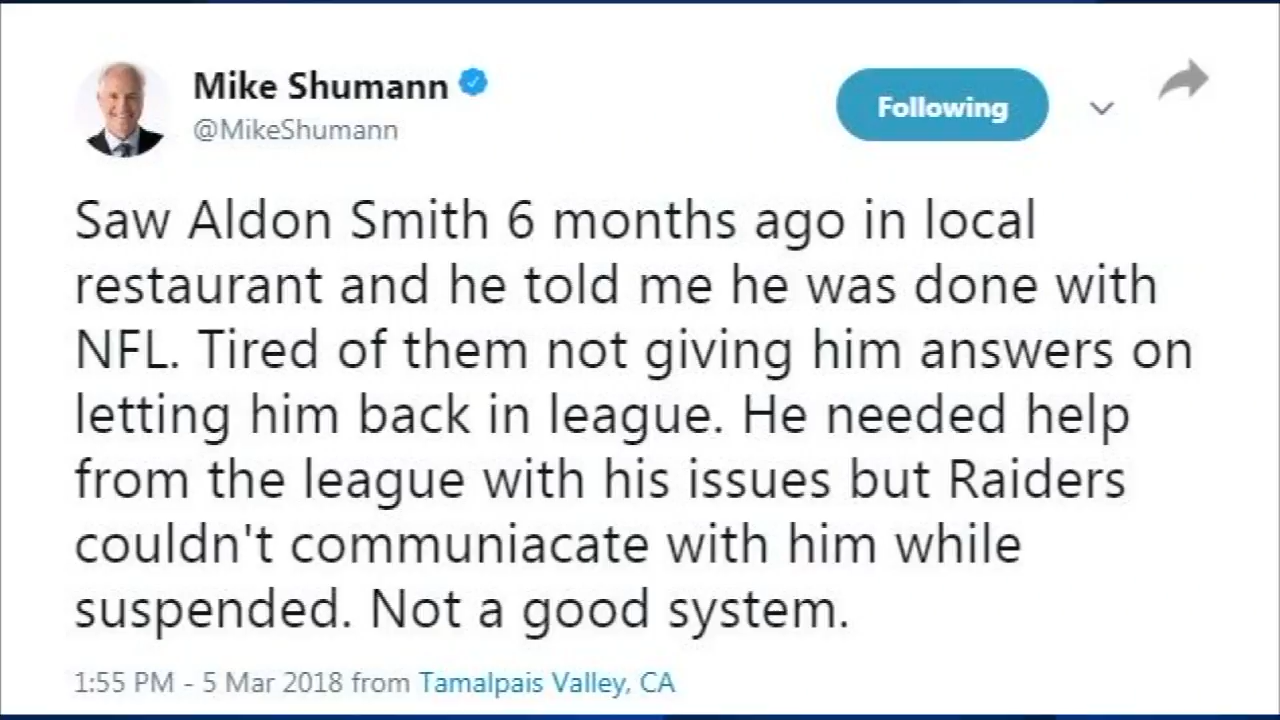 Mike Shumann
@MikeShumann
Following
Saw Aldon Smith 6 months ago in local
restaurant and he told me he was done with
NFL. Tired of them not giving him answers on
letting him back in league. He needed help
from the league with his issues but Raiders
couldn't communiacate with him while
suspended. Not a good system.
1:55 PM - 5 Mar 2018 from Tamalpais Valley, CA